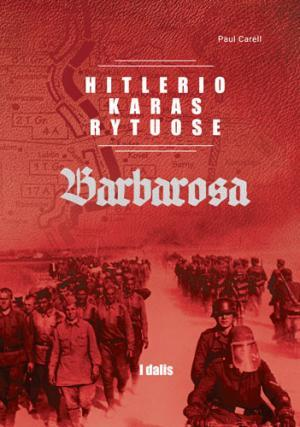 Paul Carell
HITLERIO
KARAS
RYTUOSE
Barbarosa
I dalis